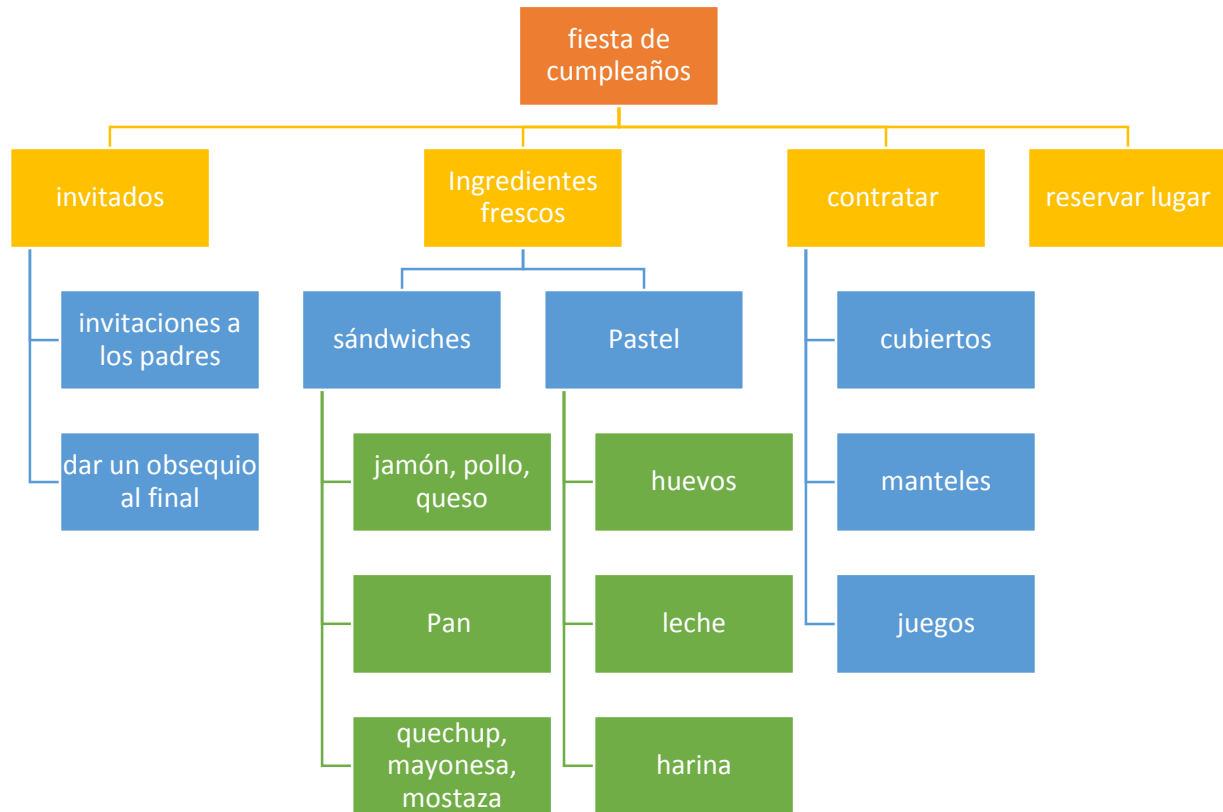 fiesta de
cumpleaños
invitados
Ingredientes
frescos
contratar
reservar lugar
invitaciones a
los padres
sándwiches
Pastel
cubiertos
dar un obsequio
al final
jamón, pollo,
queso
huevos
manteles
Pan
leche
juegos
quechup,
mayonesa,
mostaza
harina